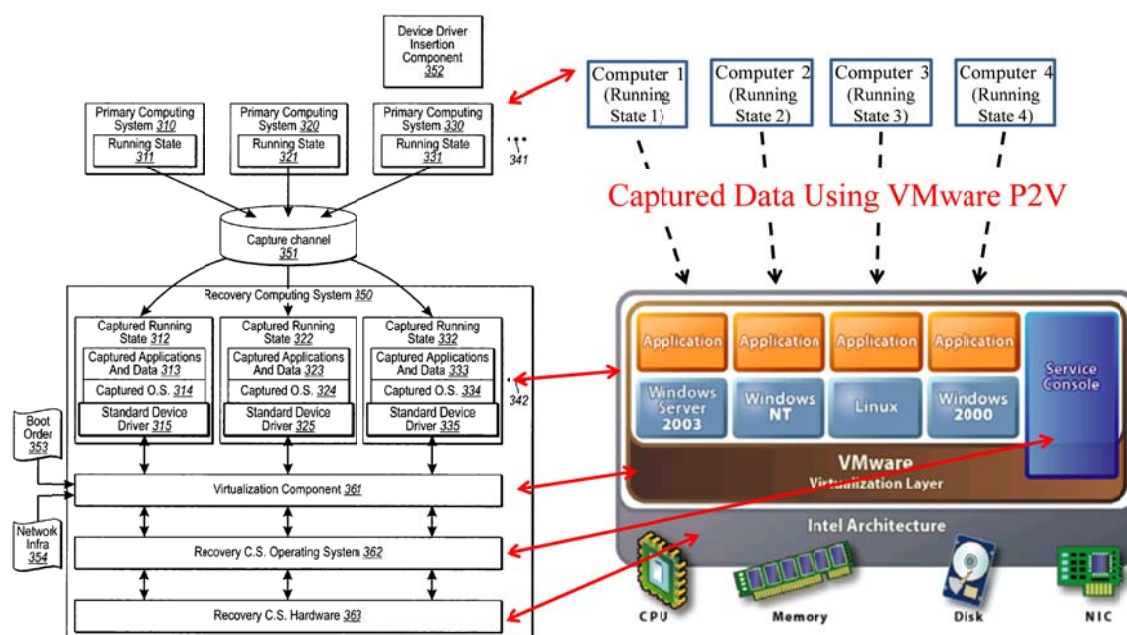 Device Driver
Insertion
Component
352
Primary Computing
System 310
Running State
311
Primary Computing
System 320
Running State
321
Primary Computing
System 330
Running State
331
341
Capture channel
351
Recovery Computing System 350
Captured Running
State 312
Captured Applications
And Data 313
Captured O.S. 314
Standard Device
Driver 315
Captured Running
State 322
Captured Applications
And Data 323
Captured O.S. 324
Standard Device
Driver 325
Captured Running
State 332
Captured Applications
And Data 333
Captured O.S. 334
Standard Device
Driver 335
342
Boot
Order
353
Virtualization Component 361
Network
Infra
354
Recovery C.S. Operating System 362
Recovery C.S. Hardware 363
Computer 1
(Running
State 1)
Computer 2
(Running
State 2)
Computer 3
(Running
State 3)
Computer 4
(Running
State 4)
Captured Data Using VMware P2V
Application
Application
Application
Application
Windows
Server
2003
Windows
NT
Linux
Windows
2000
Service
Console
VMware
Virtualization Layer
Intel Architecture
CPU
Memory
Disk
NIC